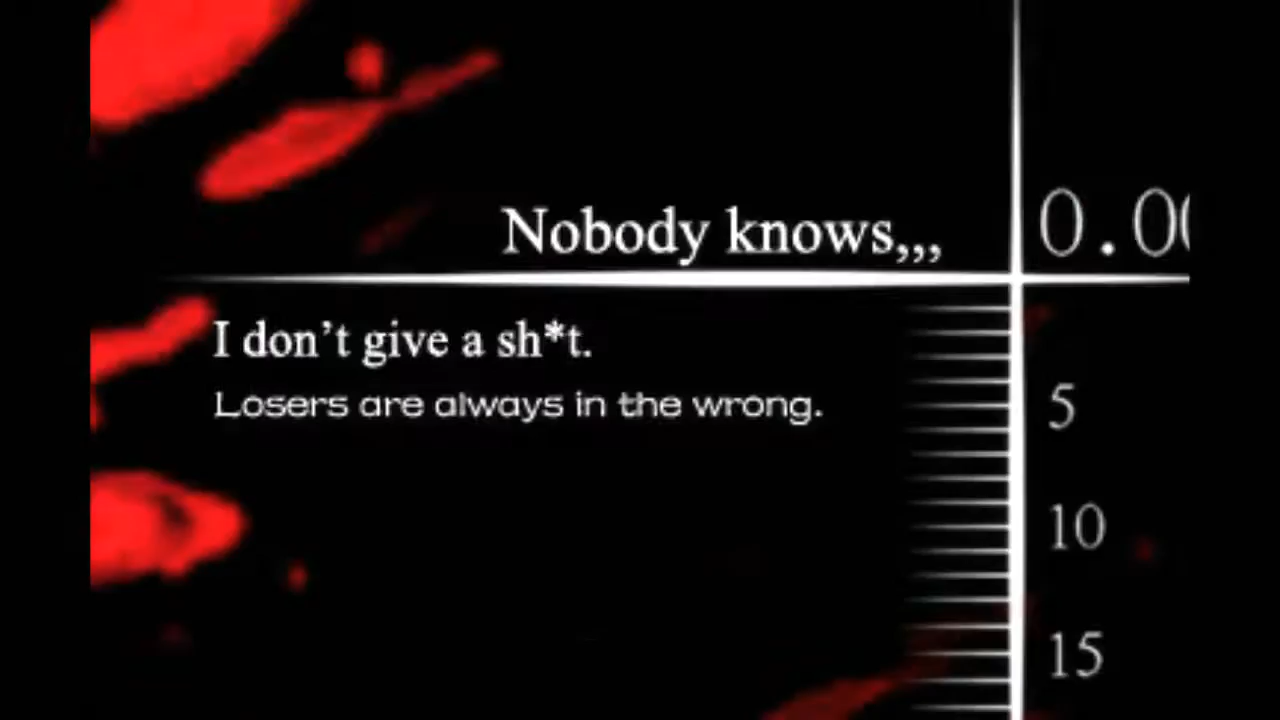 Nobody knows,,,
0.0
I don't give a sh*t.
Losers are always in the wrong.
5
10
15